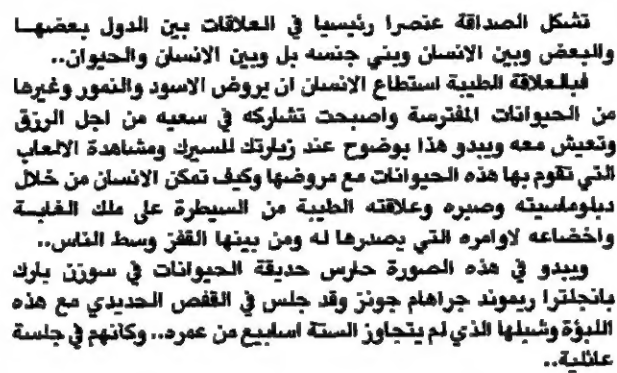 تشكل الصداقة عنصرا رئيسيا في العلاقات بين الدول بعضهـا
والبعض وبين الانسان وبني جنسه بل وبين الانسان والحيوان..
فبالعلاقة الطيبة استطاع الانسان ان يروض الاسود والنمور وغيرها
من الحيوانات المفترسة واصبحت تشاركه في سعيه من اجل الرزق
وتعيش معه ويبدو هذا بوضوح عند زيارتك للسيرك ومشاهدة الالعاب
التي تقوم بها هذه الحيوانات مع مروضها وكيف تمكن الانسان من خلال
دبلوماسيته وصبره وعلاقته الطيبة من السيطرة على ملك الغابـة
واخضاعه لاوامره التي يصدرها له ومن بينها القفز وسط الناس..
ويبدو في هذه الصورة حارس حديقة الحيوانات في سوزن بارك
بانجلترا ريموند جراهام جونز وقد جلس في القفص الحديدي مع هذه
اللبؤة وشبلها الذي لم يتجاوز الستة اسابيع من عمره.. وكانهم في جلسة
عائلية..